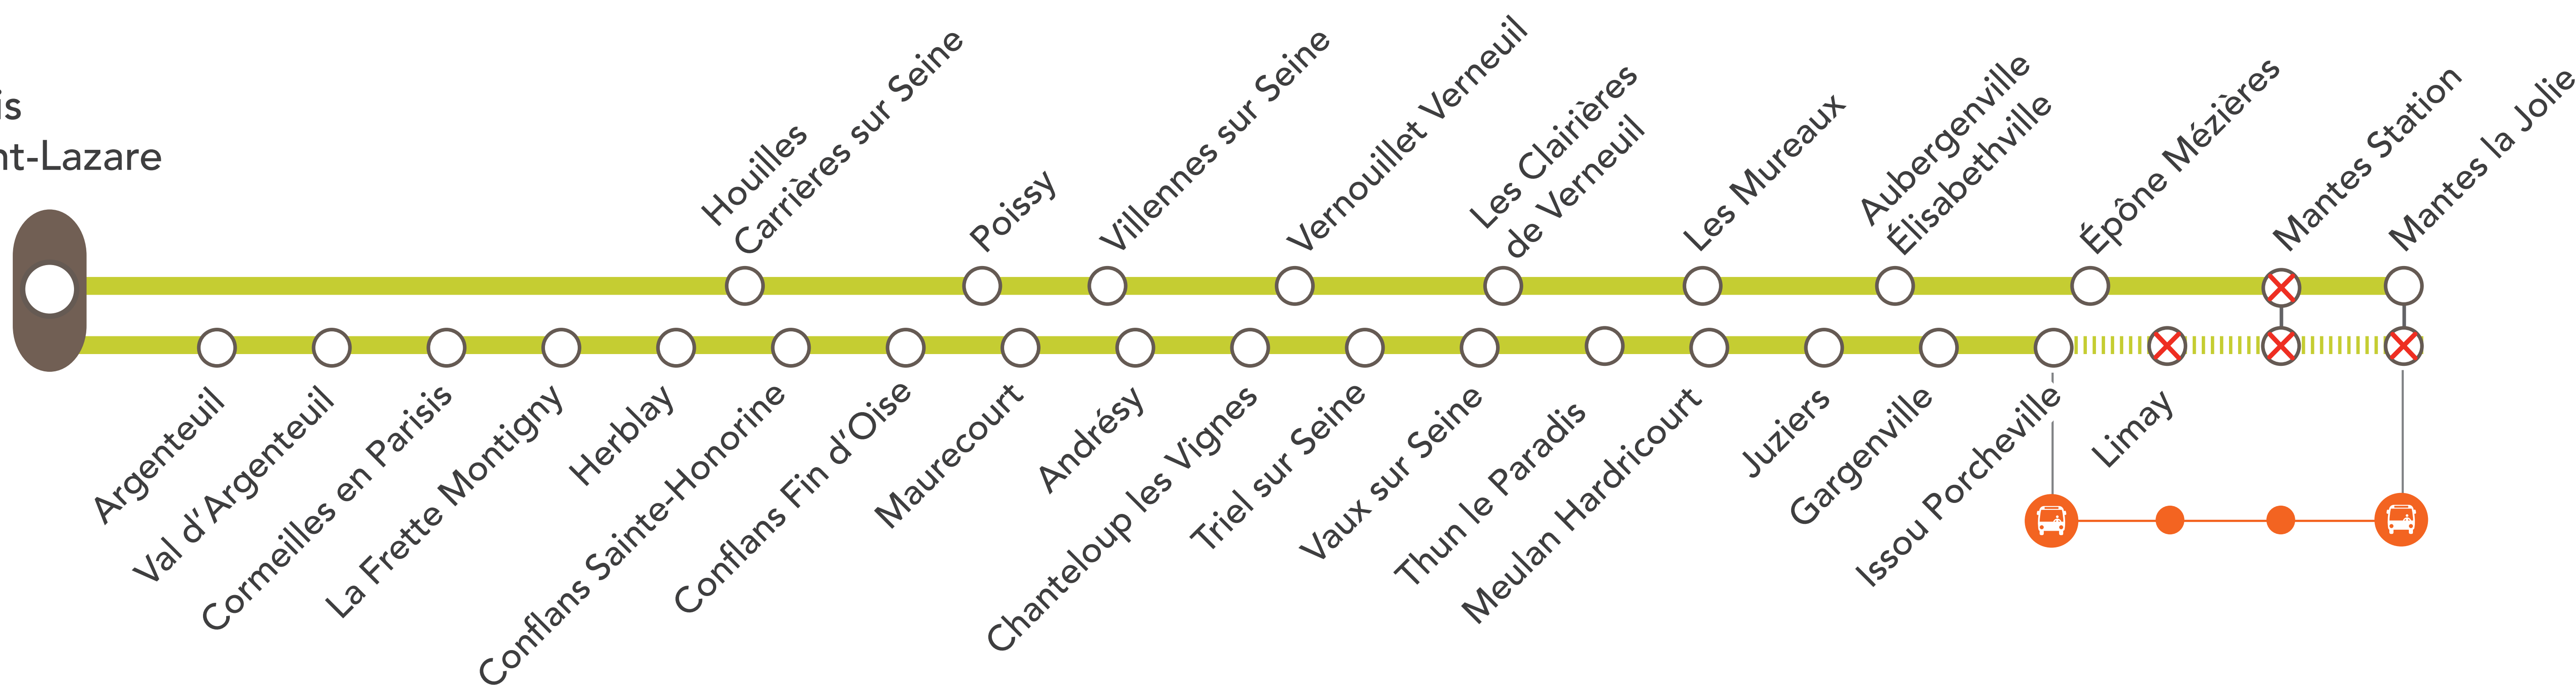 is
nt-Lazare
Houilles
Carrières sur Seine
Poissy
Villennes sur Seine
Vernouillet Verneuil
Les Clairières
de Verneuil
Les Mureaux
Aubergenville
Élisabethville
Épône Mézières
Mantes Station
Mantes la Jolie
Argenteuil
Val d'Argenteuil
Cormeilles en Parisis
La Frette Montigny
Herblay
Conflans Sainte-Honorine
Conflans Fin d'Oise
Maurecourt
Andrésy
Chanteloup les Vignes
Triel sur Seine
Vaux sur Seine
Thun le Paradis
Meulan Hardricourt
Juziers
Gargenville
Issou Porcheville
Limay